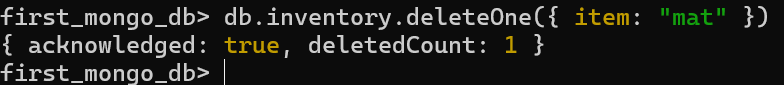 first_mongo_db> db.inventory.deleteOne({ item: "mat" })
{ acknowledged: true, deletedCount: 1 }
first_mongo_db>